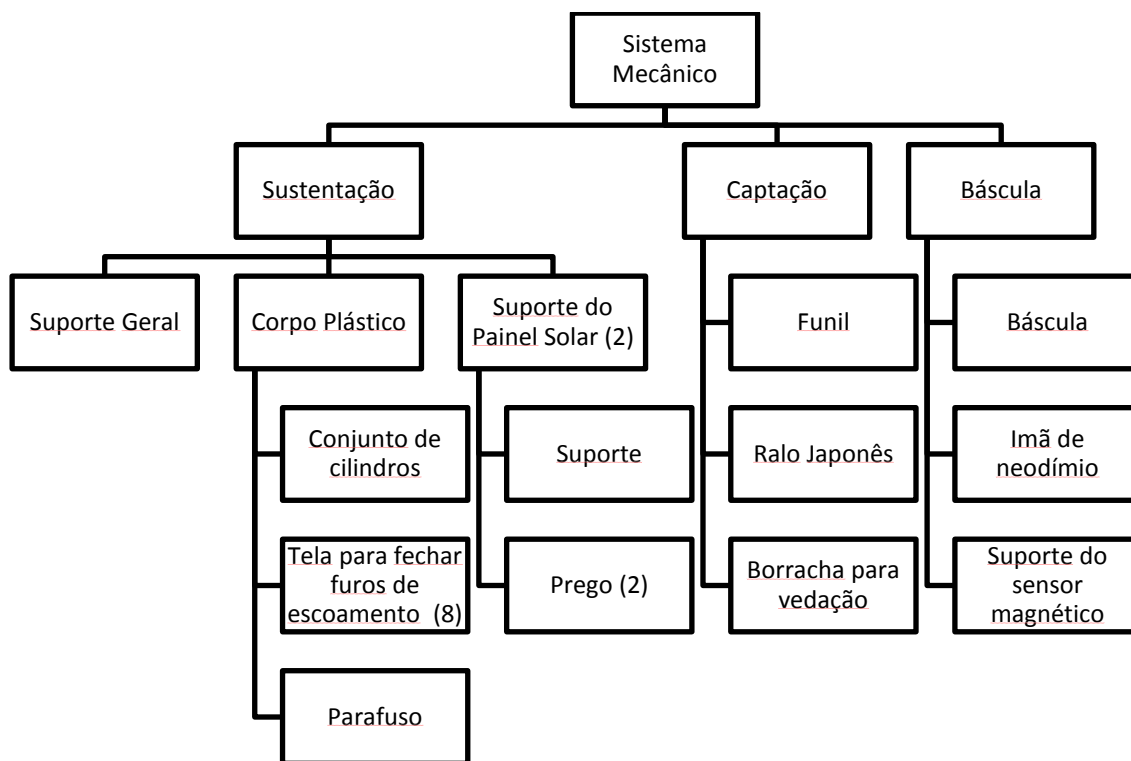 Sistema
Mecânico
Sustentação
Captação
Báscula
Suporte Geral
Corpo Plástico
Suporte do
Painel Solar (2)
Funil
Báscula
Conjunto de
cilindros
Suporte
Ralo Japonês
Imã de
neodímio
Tela para fechar
furos de
escoamento (8)
Prego (2)
Borracha para
vedação
Suporte do
sensor
magnético
Parafuso